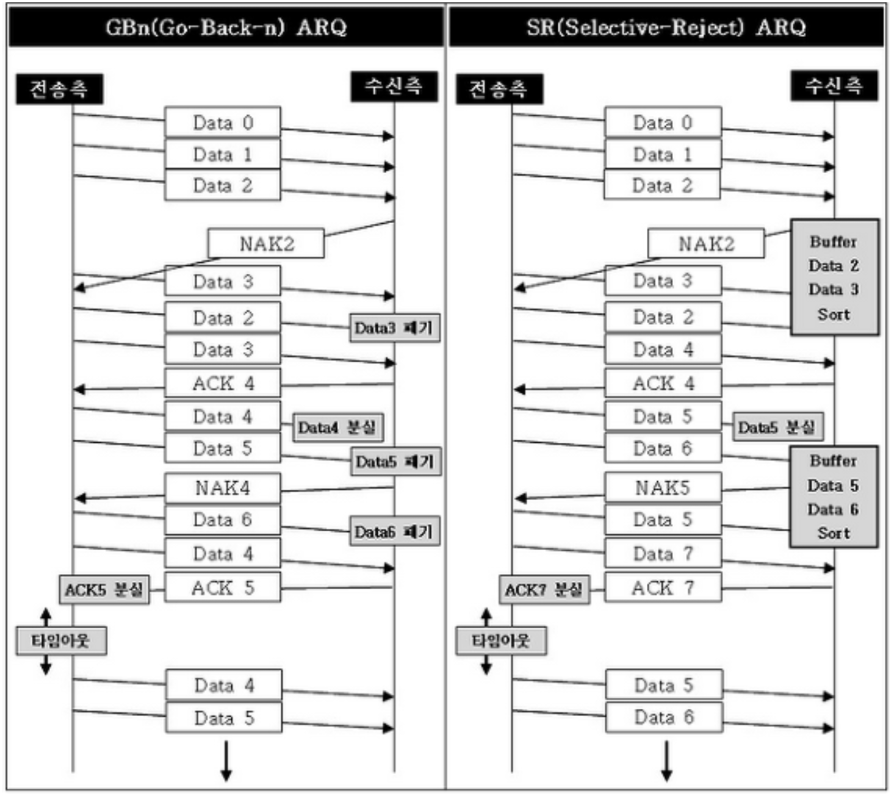 GBn(Go-Back-n) ARQ
전송측
수신측
Data 0
Data 1
Data 2
NAK2
Data 3
Data 2
Data3 폐기
Data 3
ACK 4
Data 4
Data4 분실
Data 5
Data5 폐기
NAK4
Data 6
Data6 폐기
Data 4
ACK5 분실
ACK 5
타임아웃
Data 4
Data 5
SR(Selective-Reject) ARQ
전송측
수신측
Data 0
Data 1
Data 2
NAK2
Buffer
Data 2
Data 3
Sort
Data 3
Data 2
Data 4
ACK 4
Data 5
Data5 분실
Data 6
Buffer
Data 5
Data 6
Sort
NAK5
Data 5
Data 7
ACK7 분실
ACK 7
타임아웃
Data 5
Data 6